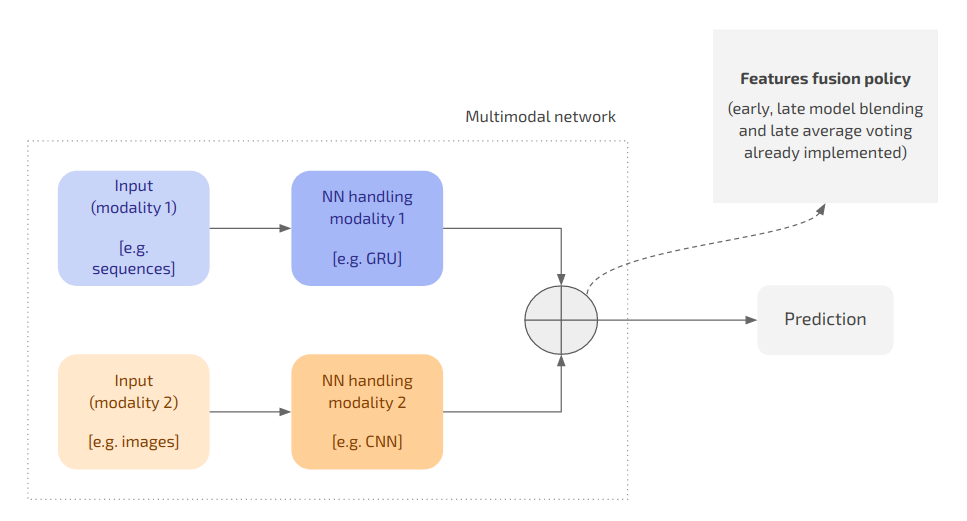 Features fusion policy
(early, late model blending
and late average voting
already implemented)
Multimodal network
Input
(modality 1)
[e.g.
sequences]
NN handling
modality 1
[e.g. GRU]
Prediction
Input
(modality 2)
[e.g. images]
NN handling
modality 2
[e.g. CNN]